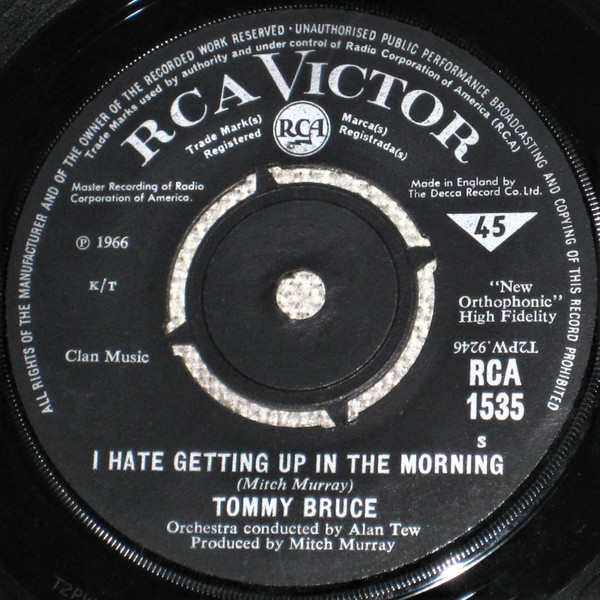 ALL RIGHTS OF THE MANUFACTURER AND OF THE OWNER OF THE RECORDED WORK RESERVED · UNAUTHORISED PUBLIC PERFORMANCE BROADCASTING AND COPYING OF THIS RECORD PROHIBITED
Trade Marks used by authority and under control of Radio Corporation of America (R.C.A)
RCA VICTOR
Trade Mark(s)
Registered
RCA
Marca(s)
Registrada(s)
Master Recording of Radio
Corporation of America.
Made in England by
The Decca Record Co. Ltd.
℗ 1966
45
K/T
"New
Orthophonic"
High Fidelity
Clan Music
T2PW.9246
RCA
1535
S
I HATE GETTING UP IN THE MORNING
(Mitch Murray)
TOMMY BRUCE
Orchestra conducted by Alan Tew
Produced by Mitch Murray